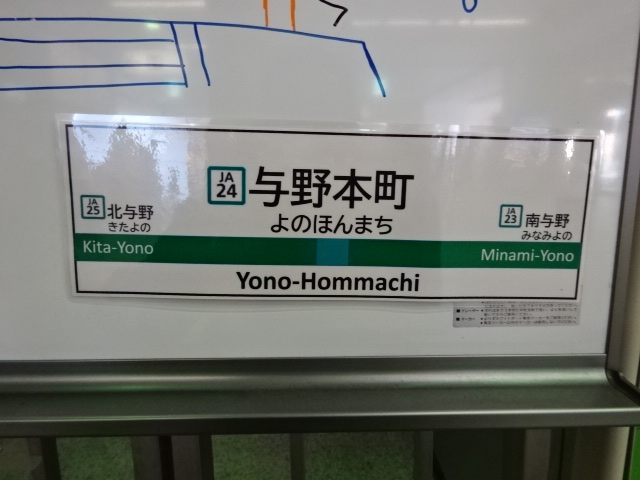 JA
24
与野本町
よのほんまち
JA
25
北与野
きたよの
Kita-Yono
JA
23
南与野
みなみよの
Minami-Yono
Yono-Hommachi